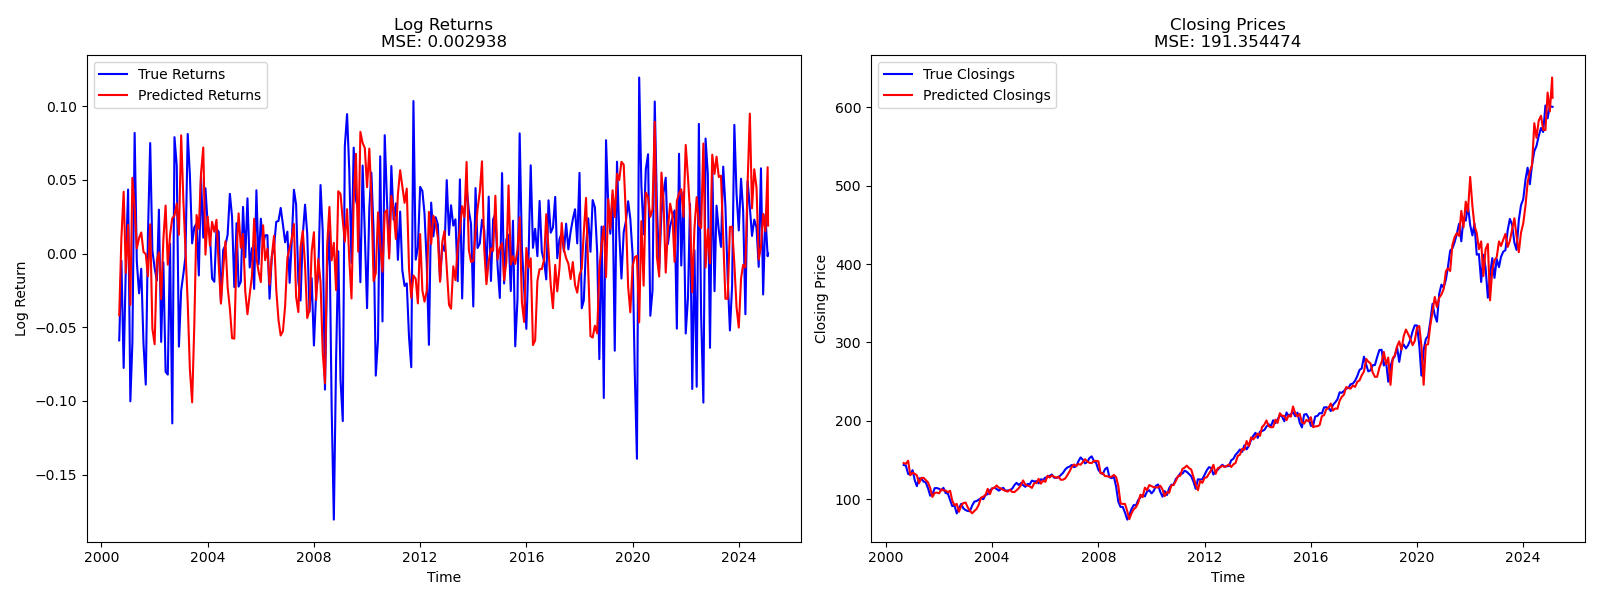 Log Returns
MSE: 0.002938
True Returns
Predicted Returns
0.10
0.05
0.00
−0.05
−0.10
−0.15
Log Return
2000
2004
2008
2012
2016
2020
2024
Time
Closing Prices
MSE: 191.354474
True Closings
Predicted Closings
600
500
400
300
200
100
Closing Price
2000
2004
2008
2012
2016
2020
2024
Time